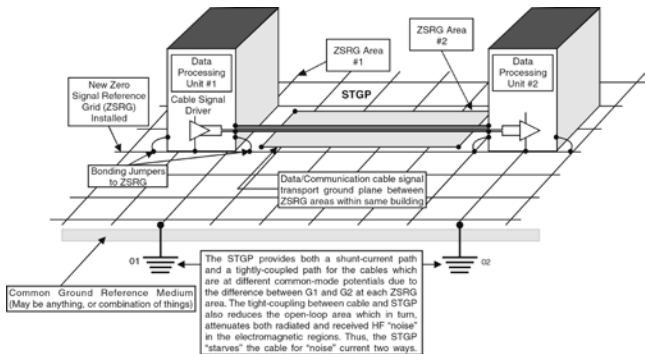 ZSRG Area
#1
ZSRG Area
#2
Data
Processing
Unit #1
Data
Processing
Unit #2
STGP
New Zero
Signal Reference
Grid (ZSRG)
Installed
Cable Signal
Driver
Bonding Jumpers
to ZSRG
Data/Communication cable signal
transport ground plane between
ZSRG areas within same building
01
02
Common Ground Reference Medium
(May be anything, or combination of things)
The STGP provides both a shunt-current path
and a tightly-coupled path for the cables which
are at different common-mode potentials due to
the difference between G1 and G2 at each ZSRG
area. The tight-coupling between cable and STGP
also reduces the open-loop area which in turn,
attenuates both radiated and received HF “noise”
in the electromagnetic regions. Thus, the STGP
“starves” the cable for “noise” current two ways.